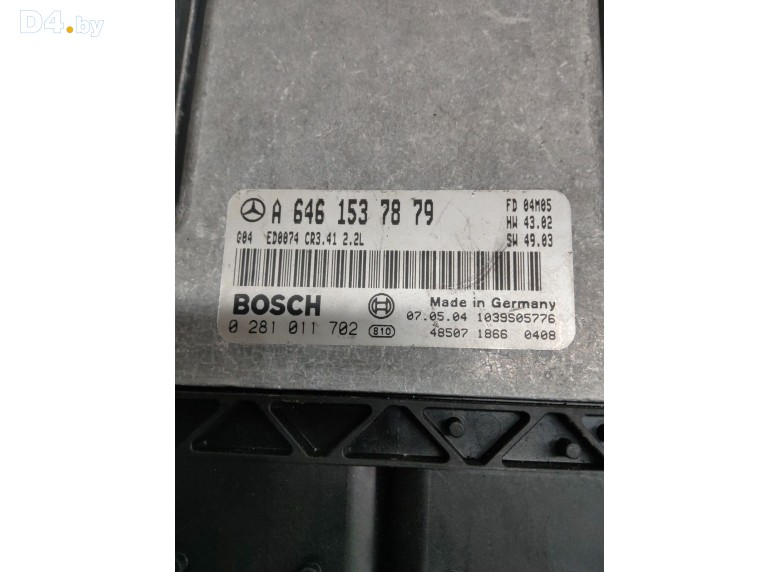 D4.by
A 646 153 78 79
FD 04M05
HW 43.02
G04 ED0074 CR3.41 2.2L
SW 49.03
BOSCH
Made in Germany
0 281 011 702 810
07.05.04 1039S05776
48507 1866 0408